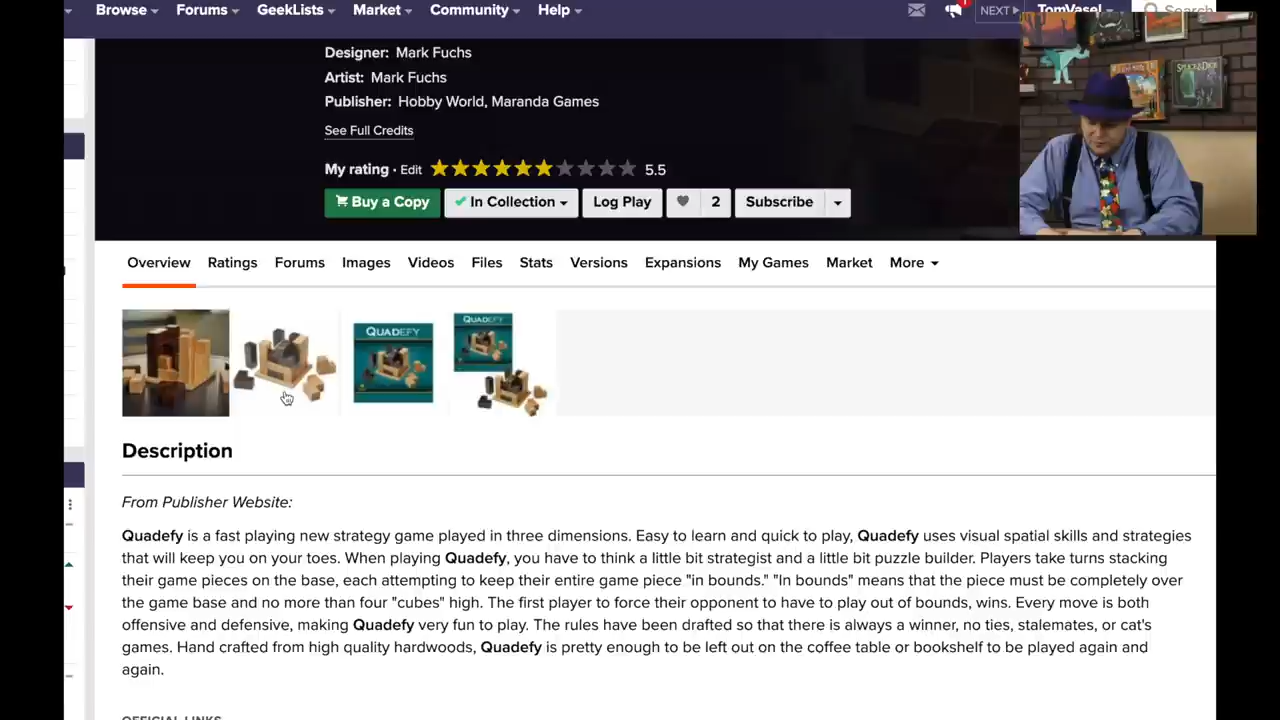 Browse Forums GeekLists Market Community Help NEXT TomVasel Search
Designer: Mark Fuchs
Artist: Mark Fuchs
Publisher: Hobby World, Maranda Games
See Full Credits
My rating · Edit 5.5
Buy a Copy In Collection Log Play 2 Subscribe
SPLICE & DICE
Overview Ratings Forums Images Videos Files Stats Versions Expansions My Games Market More
QUADEFY
QUADEFY
Description
From Publisher Website:
Quadefy is a fast playing new strategy game played in three dimensions. Easy to learn and quick to play, Quadefy uses visual spatial skills and strategies
that will keep you on your toes. When playing Quadefy, you have to think a little bit strategist and a little bit puzzle builder. Players take turns stacking
their game pieces on the base, each attempting to keep their entire game piece "in bounds." "In bounds" means that the piece must be completely over
the game base and no more than four "cubes" high. The first player to force their opponent to have to play out of bounds, wins. Every move is both
offensive and defensive, making Quadefy very fun to play. The rules have been drafted so that there is always a winner, no ties, stalemates, or cat's
games. Hand crafted from high quality hardwoods, Quadefy is pretty enough to be left out on the coffee table or bookshelf to be played again and
again.
OFFICIAL LINKS